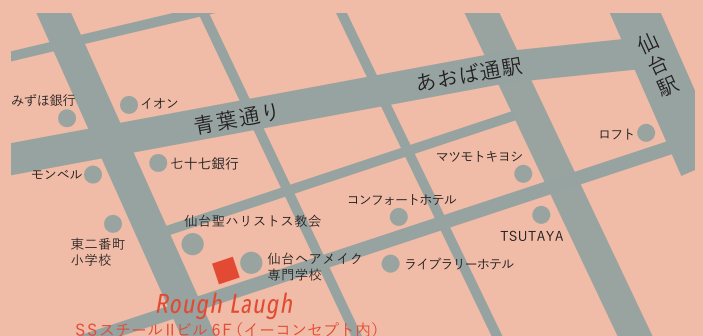 仙台駅
あおば通駅
みずほ銀行
イオン
青葉通り
ロフト
マツモトキヨシ
七十七銀行
モンベル
コンフォートホテル
仙台聖ハリストス教会
東二番町
小学校
TSUTAYA
仙台ヘアメイク
専門学校
ライブラリーホテル
Rough Laugh
SSスチールⅡビル 6F(イーコンセプト内)